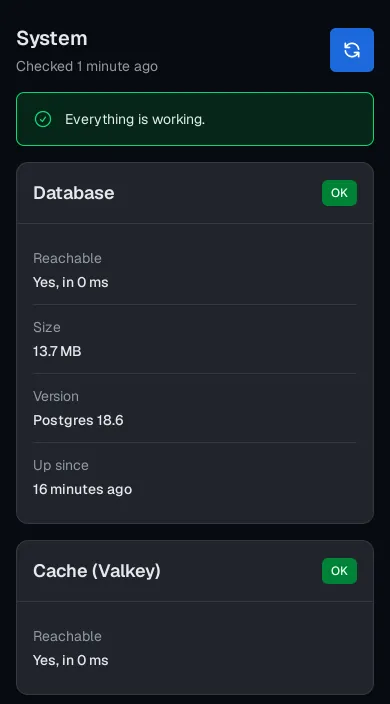 System
Checked 1 minute ago
Everything is working.
Database
OK
Reachable
Yes, in 0 ms
Size
13.7 MB
Version
Postgres 18.6
Up since
16 minutes ago
Cache (Valkey)
OK
Reachable
Yes, in 0 ms